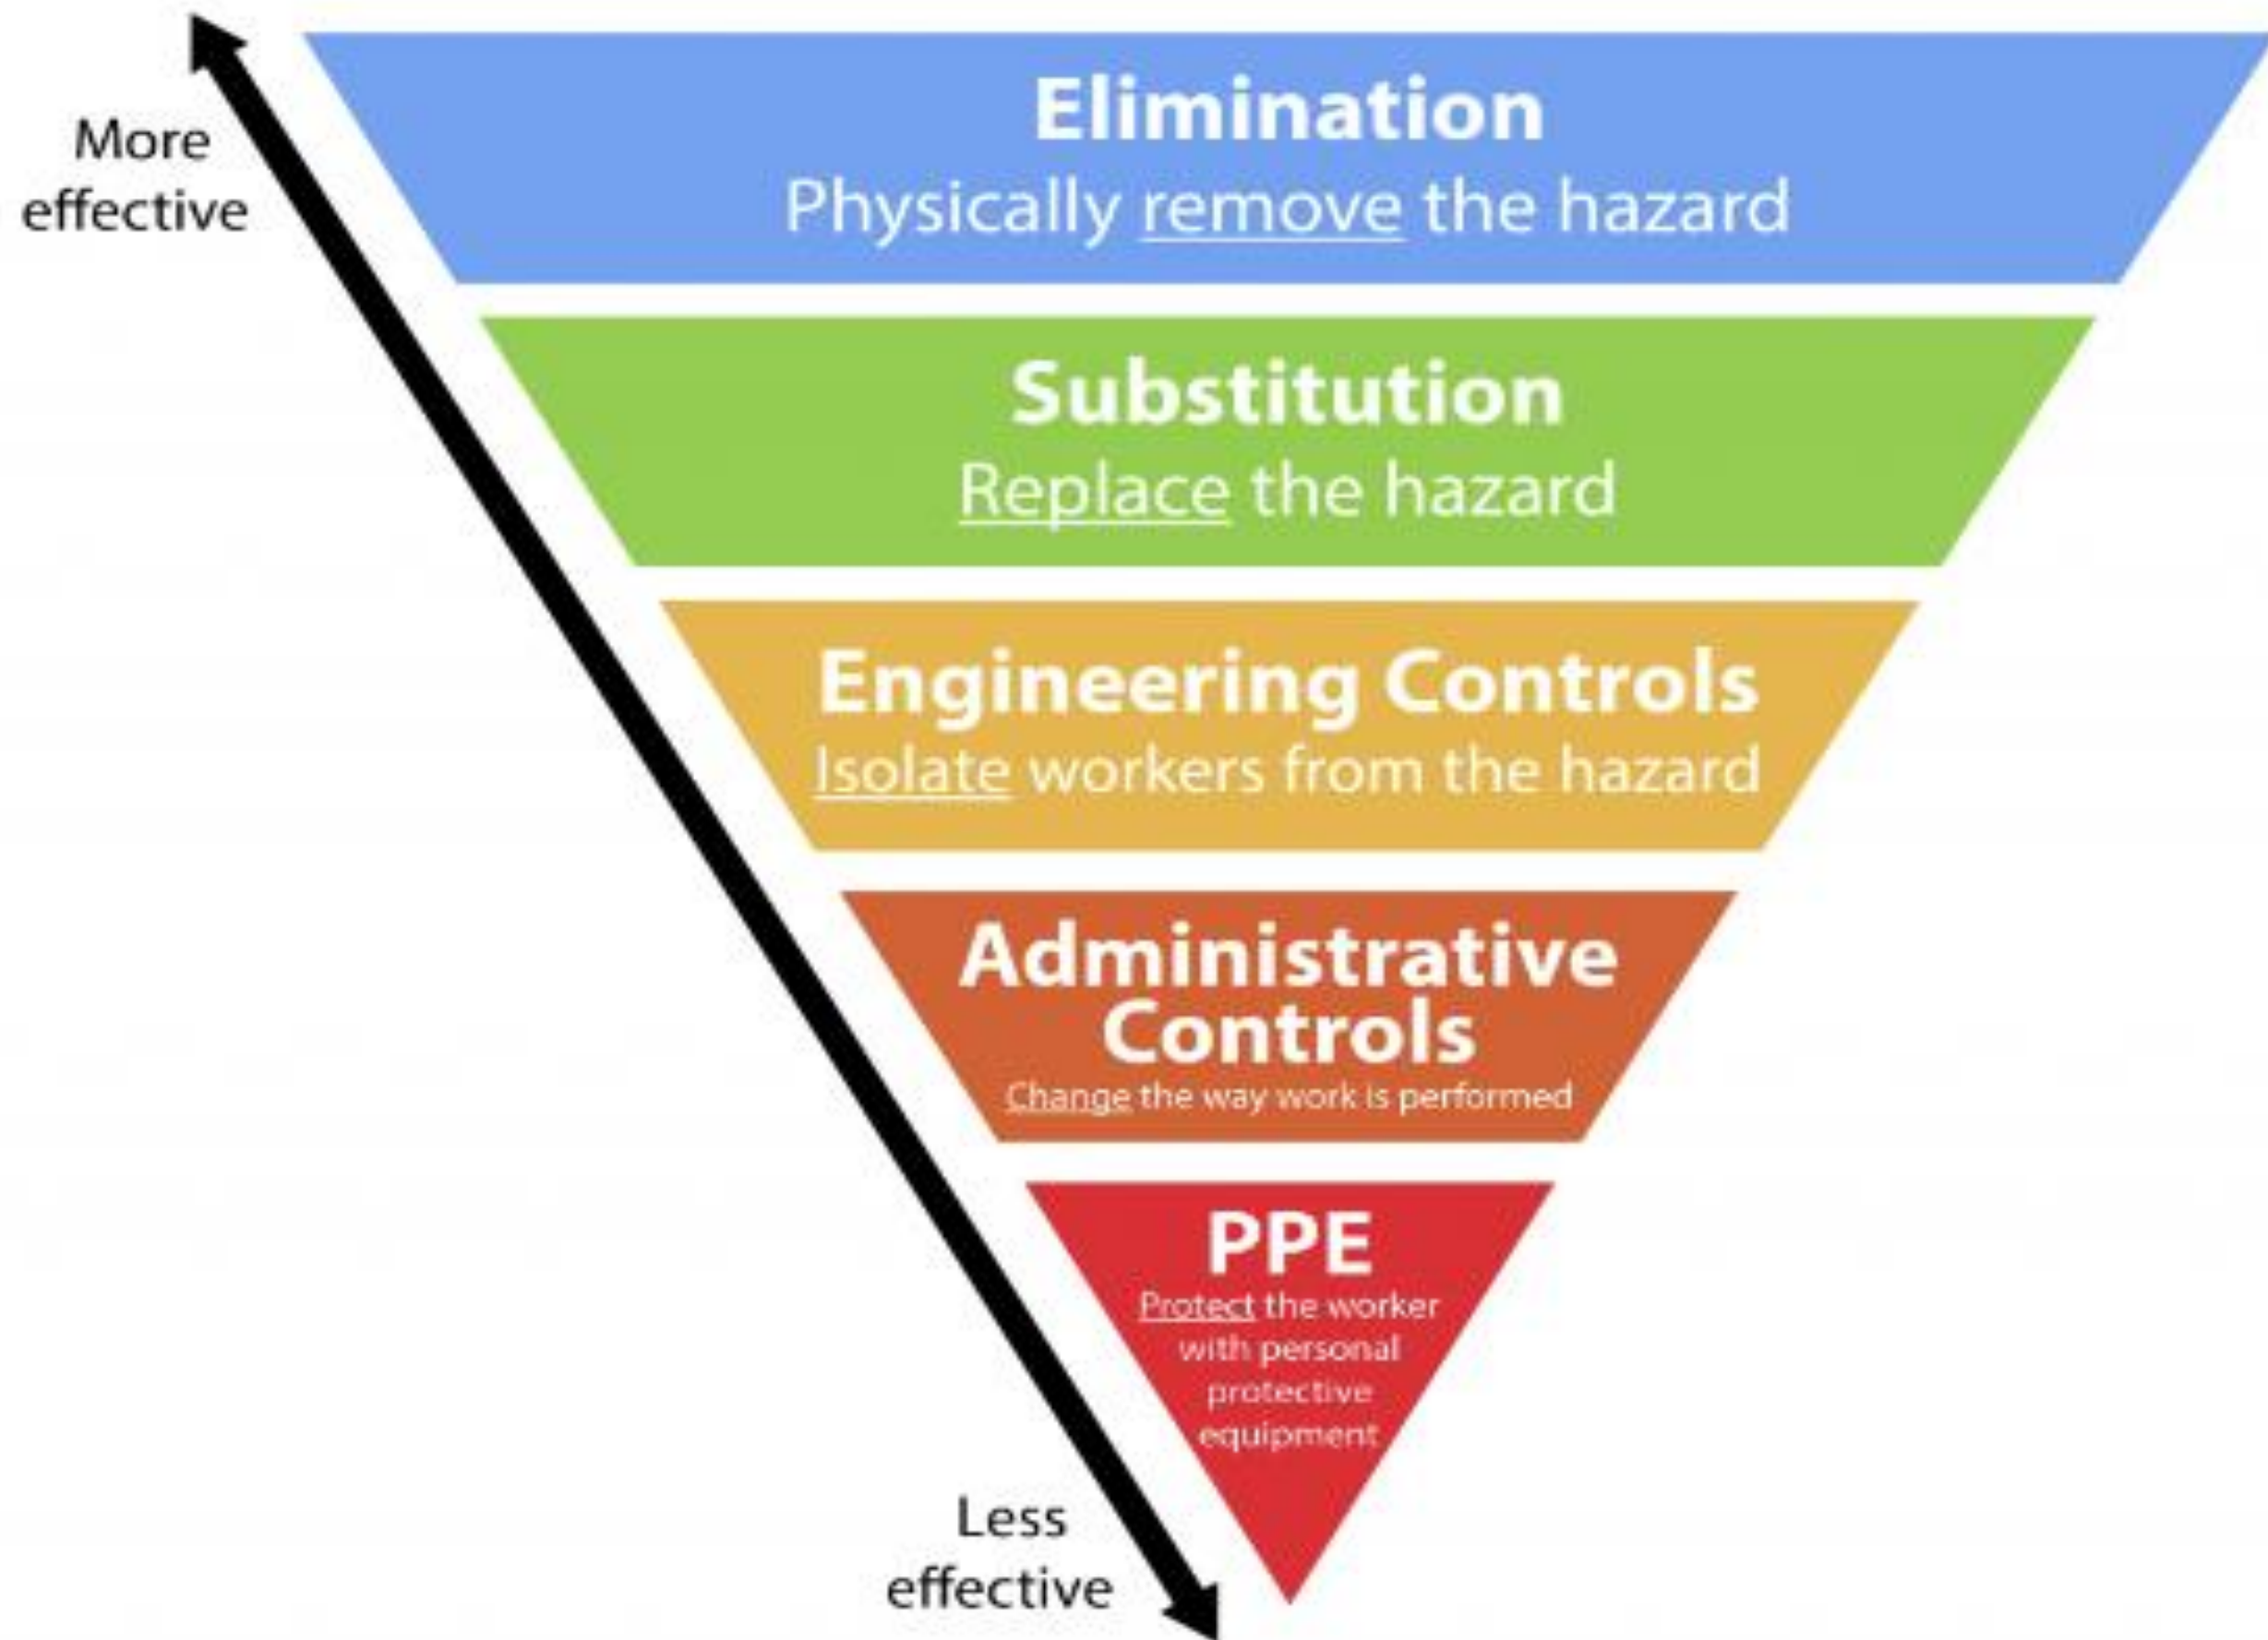 More
effective
Elimination
Physically remove the hazard
Substitution
Replace the hazard
Engineering Controls
Isolate workers from the hazard
Administrative
Controls
Change the way work is performed
PPE
Protect the worker
with personal
protective
equipment
Less
effective